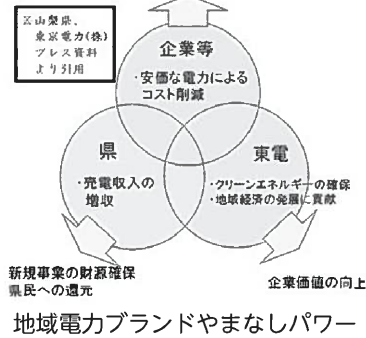 ※山梨県、
東京電力(株)
プレス資料
より引用
企業等
・安価な電力による
コスト削減
県
・売電収入の
増収
東電
・クリーンエネルギーの確保
・地域経済の発展に貢献
新規事業の財源確保
県民への還元
企業価値の向上
地域電力ブランドやまなしパワー